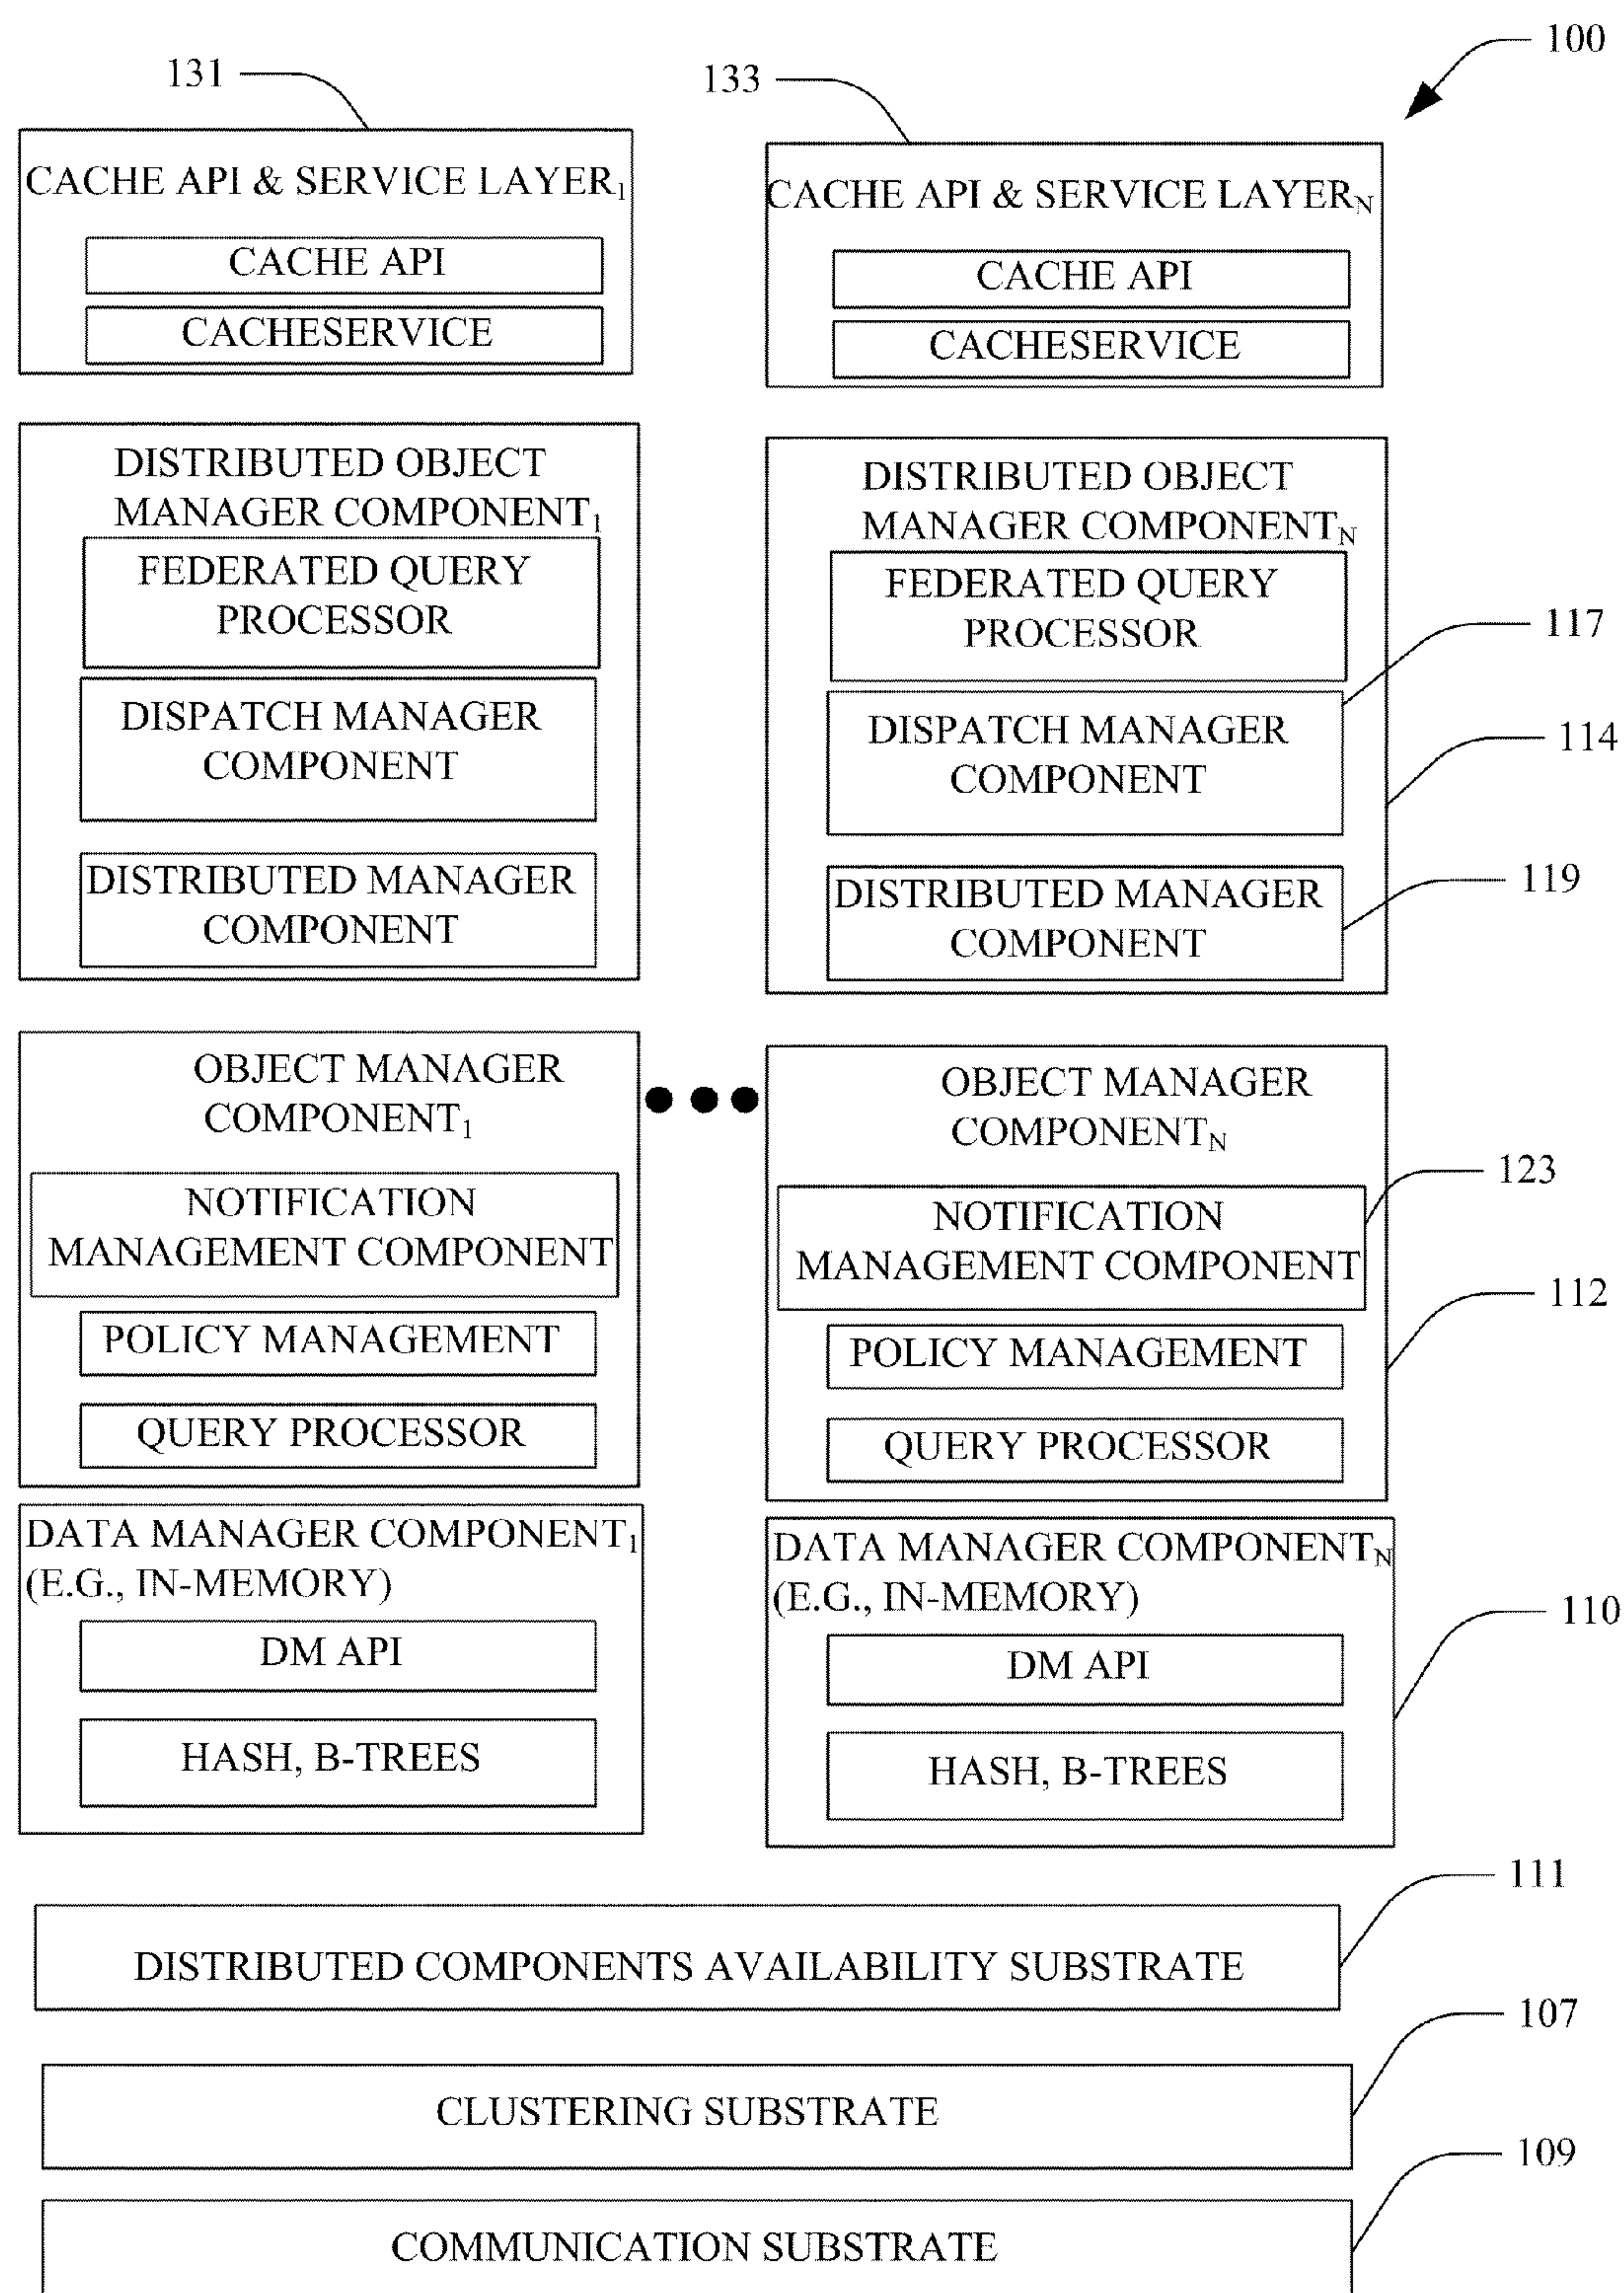 100
131
133
CACHE API & SERVICE LAYER1
CACHE API
CACHESERVICE
CACHE API & SERVICE LAYERN
CACHE API
CACHESERVICE
DISTRIBUTED OBJECT
MANAGER COMPONENT1
FEDERATED QUERY
PROCESSOR
DISPATCH MANAGER
COMPONENT
DISTRIBUTED MANAGER
COMPONENT
DISTRIBUTED OBJECT
MANAGER COMPONENTN
FEDERATED QUERY
PROCESSOR
DISPATCH MANAGER
COMPONENT
DISTRIBUTED MANAGER
COMPONENT
117
114
119
OBJECT MANAGER
COMPONENT1
NOTIFICATION
MANAGEMENT COMPONENT
POLICY MANAGEMENT
QUERY PROCESSOR
OBJECT MANAGER
COMPONENTN
NOTIFICATION
MANAGEMENT COMPONENT
POLICY MANAGEMENT
QUERY PROCESSOR
123
112
DATA MANAGER COMPONENT1
(E.G., IN-MEMORY)
DM API
HASH, B-TREES
DATA MANAGER COMPONENTN
(E.G., IN-MEMORY)
DM API
HASH, B-TREES
110
111
DISTRIBUTED COMPONENTS AVAILABILITY SUBSTRATE
107
CLUSTERING SUBSTRATE
109
COMMUNICATION SUBSTRATE